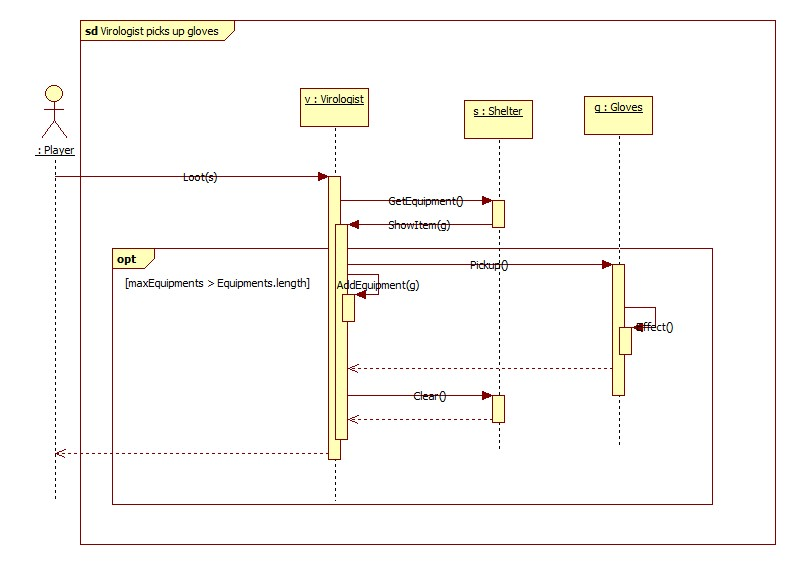 sd Virologist picks up gloves
v : Virologist
s : Shelter
g : Gloves
: Player
Loot(s)
GetEquipment()
ShowItem(g)
opt
Pickup()
[maxEquipments > Equipments.length]
AddEquipment(g)
Effect()
Clear()